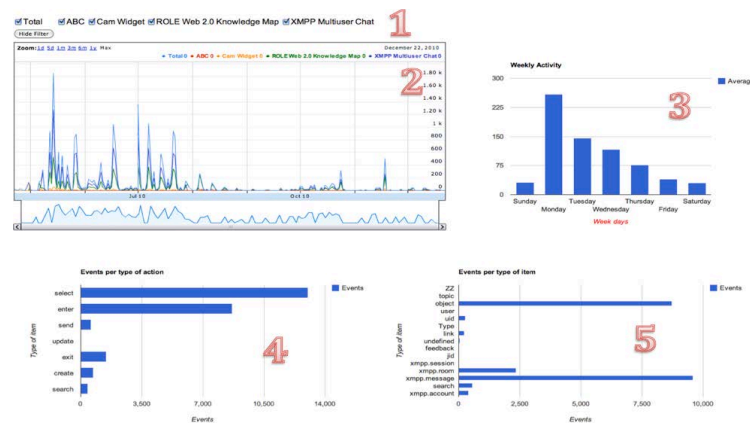 Total ABC Cam Widget ROLE Web 2.0 Knowledge Map XMPP Multiuser Chat
1
Hide Filter
Zoom: 1d 5d 1m 3m 6m 1y Max
December 22, 2010
Total 0 ABC 0 Cam Widget 0 ROLE Web 2.0 Knowledge Map 0 XMPP Multiuser Chat 0
2
1.80 k
1.60 k
1.40 k
1.20 k
1 k
800
600
400
200
0
Jul 10
Oct 10
Weekly Activity
Averag
3
300
225
150
75
0
Sunday
Monday
Tuesday
Wednesday
Thursday
Friday
Saturday
Week days
Events per type of action
Events
4
Type of item
select
enter
send
update
exit
create
search
0 3,500 7,000 10,500 14,000
Events
Events per type of item
Events
5
Type of item
ZZ
topic
object
user
uid
Type
link
undefined
feedback
jid
xmpp.session
xmpp.room
xmpp.message
search
xmpp.account
0 2,500 5,000 7,500 10,000
Events